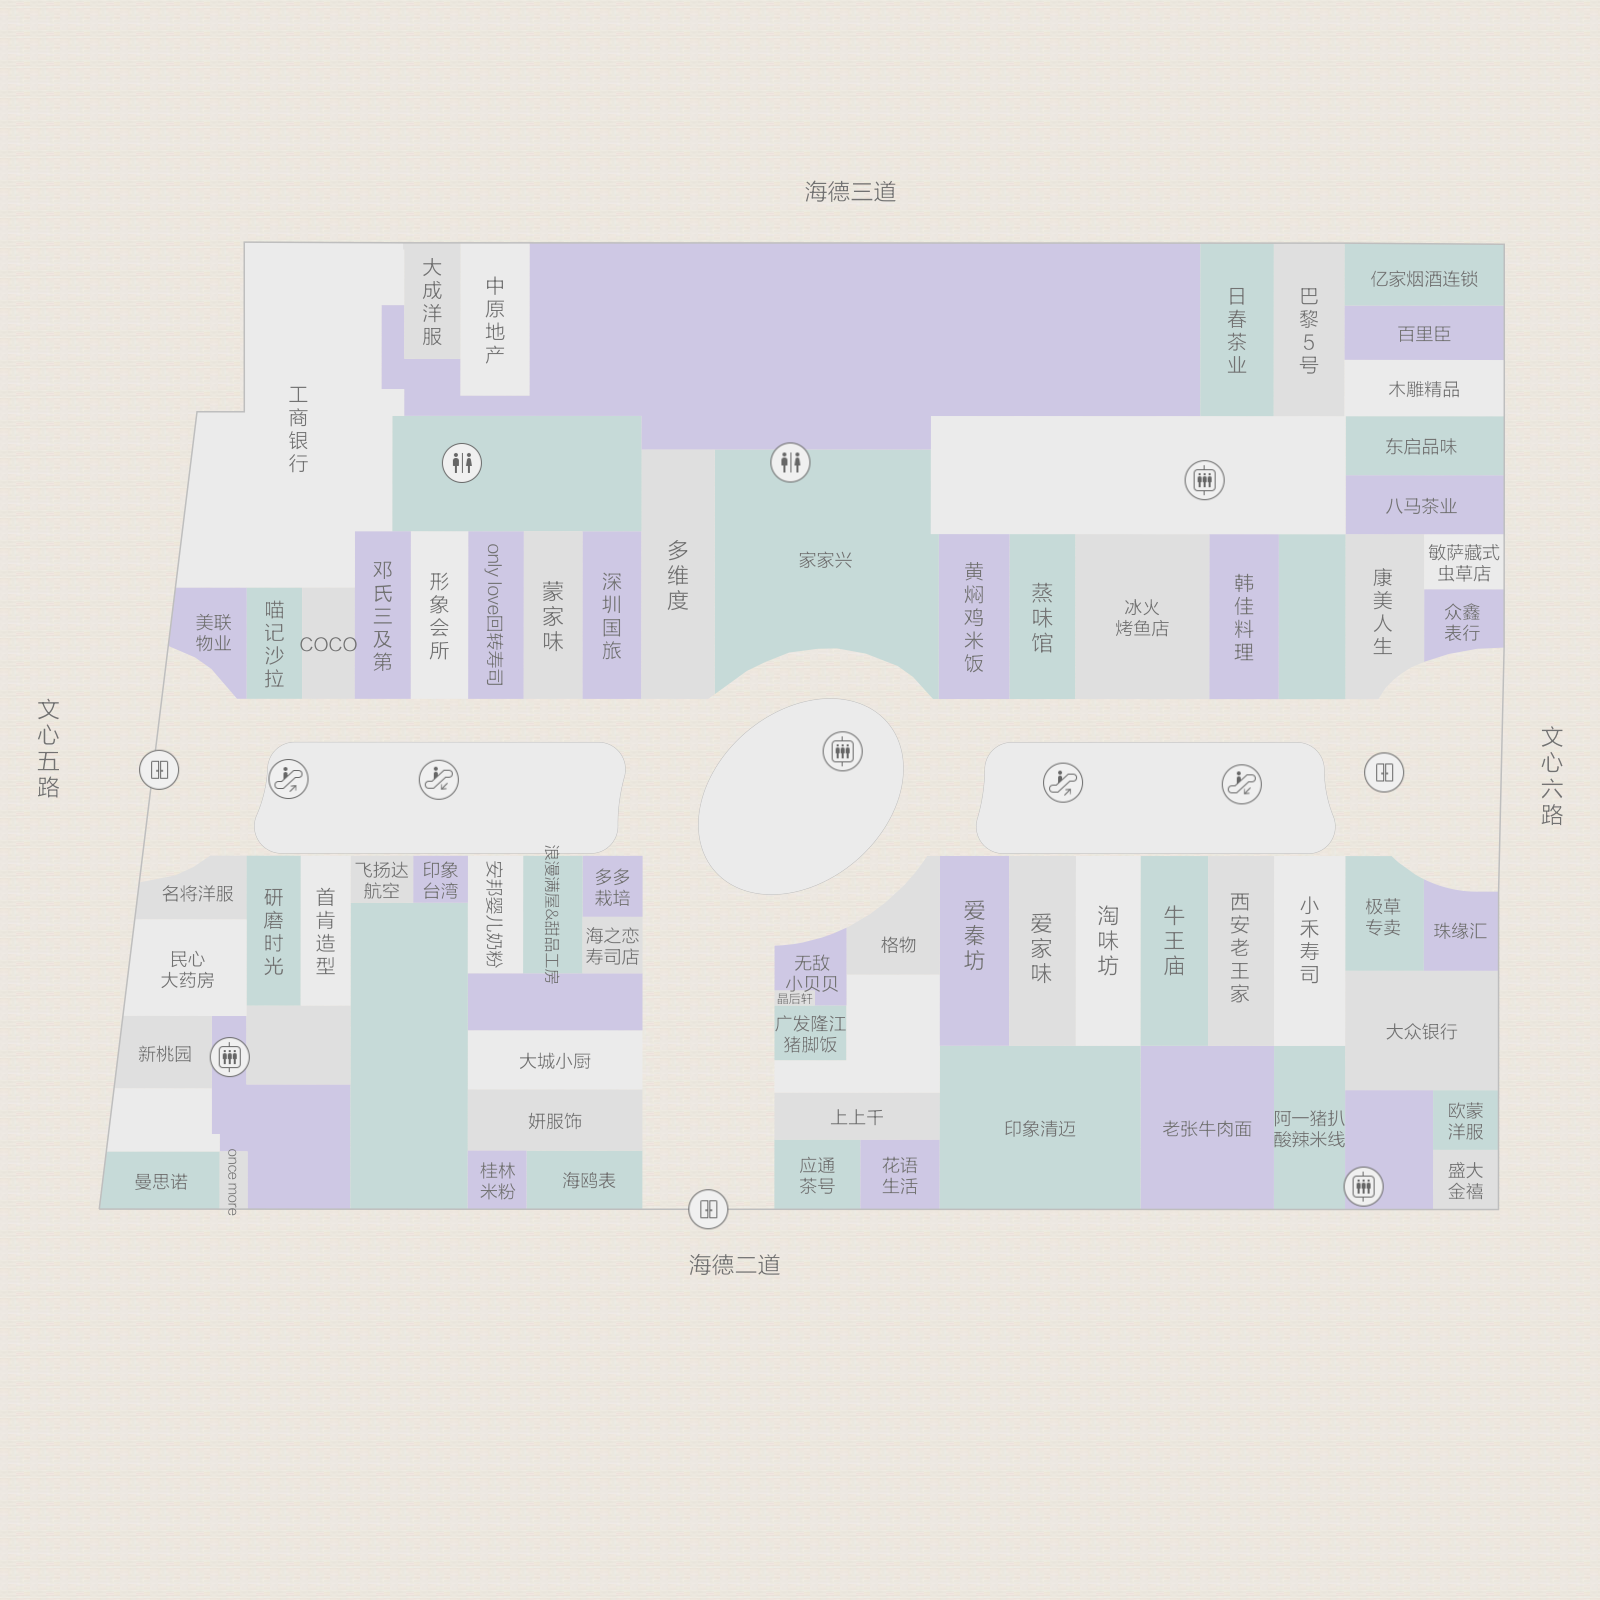 海德三道
大成洋服
中原地产
日春茶业
巴黎5号
亿家烟酒连锁
百里臣
木雕精品
东启品味
八马茶业
工商银行
美联
物业
喵记沙拉
COCO
邓氏三及第
形象会所
only love回转寿司
蒙家味
深圳国旅
多维度
家家兴
黄焖鸡米饭
蒸味馆
冰火
烤鱼店
韩佳料理
康美人生
敏萨藏式
虫草店
众鑫
表行
文心五路
文心六路
名将洋服
民心
大药房
新桃园
曼思诺
once more
研磨时光
首肯造型
飞扬达
航空
印象
台湾
安邦婴儿奶粉
浪漫满屋&甜品工房
多多
栽培
海之恋
寿司店
大城小厨
妍服饰
桂林
米粉
海鸥表
无敌
小贝贝
晶后轩
广发隆江
猪脚饭
格物
上上千
应通
茶号
花语
生活
爱秦坊
爱家味
淘味坊
牛王庙
西安老王家
小禾寿司
极草
专卖
珠缘汇
大众银行
印象清迈
老张牛肉面
阿一猪扒
酸辣米线
欧蒙
洋服
盛大
金禧
海德二道